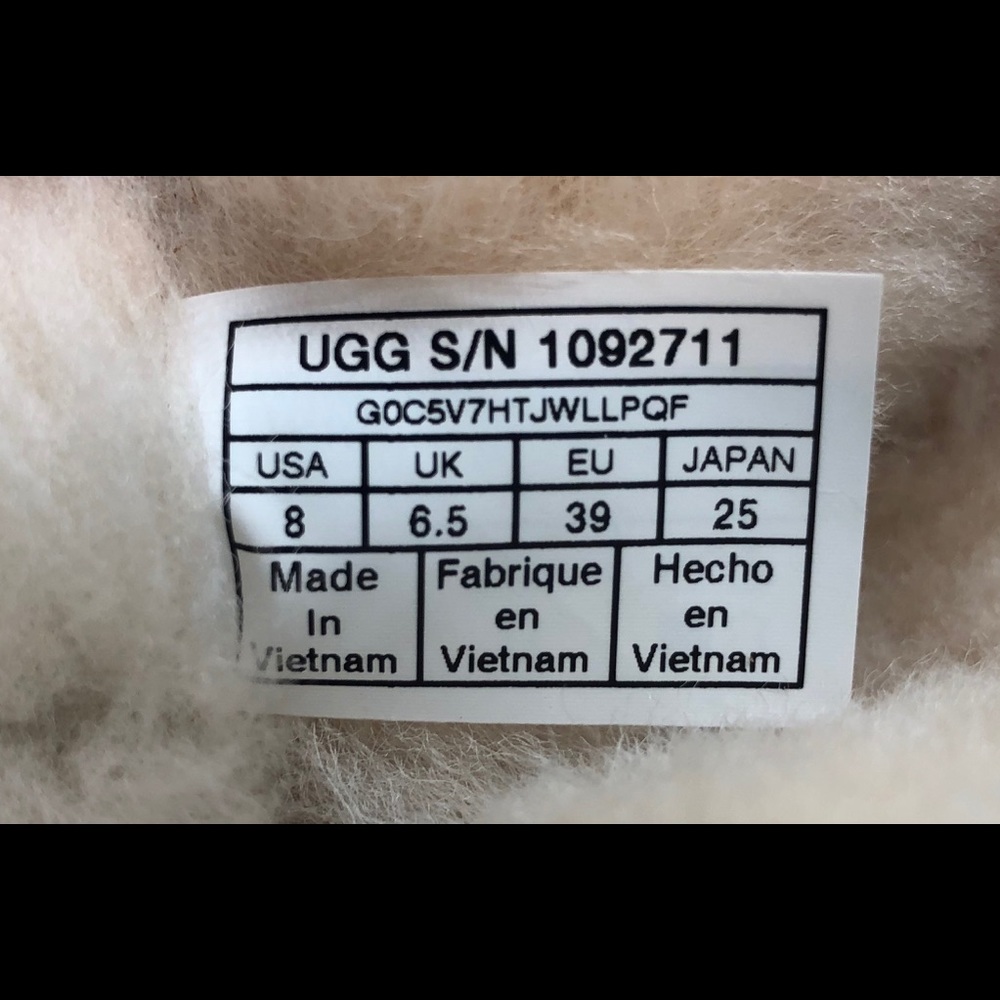 UGG S/N 1092711
G0C5V7HTJWLLPQF
USA UK EU JAPAN
8 6.5 39 25
Made In Vietnam
Fabrique en Vietnam
Hecho en Vietnam